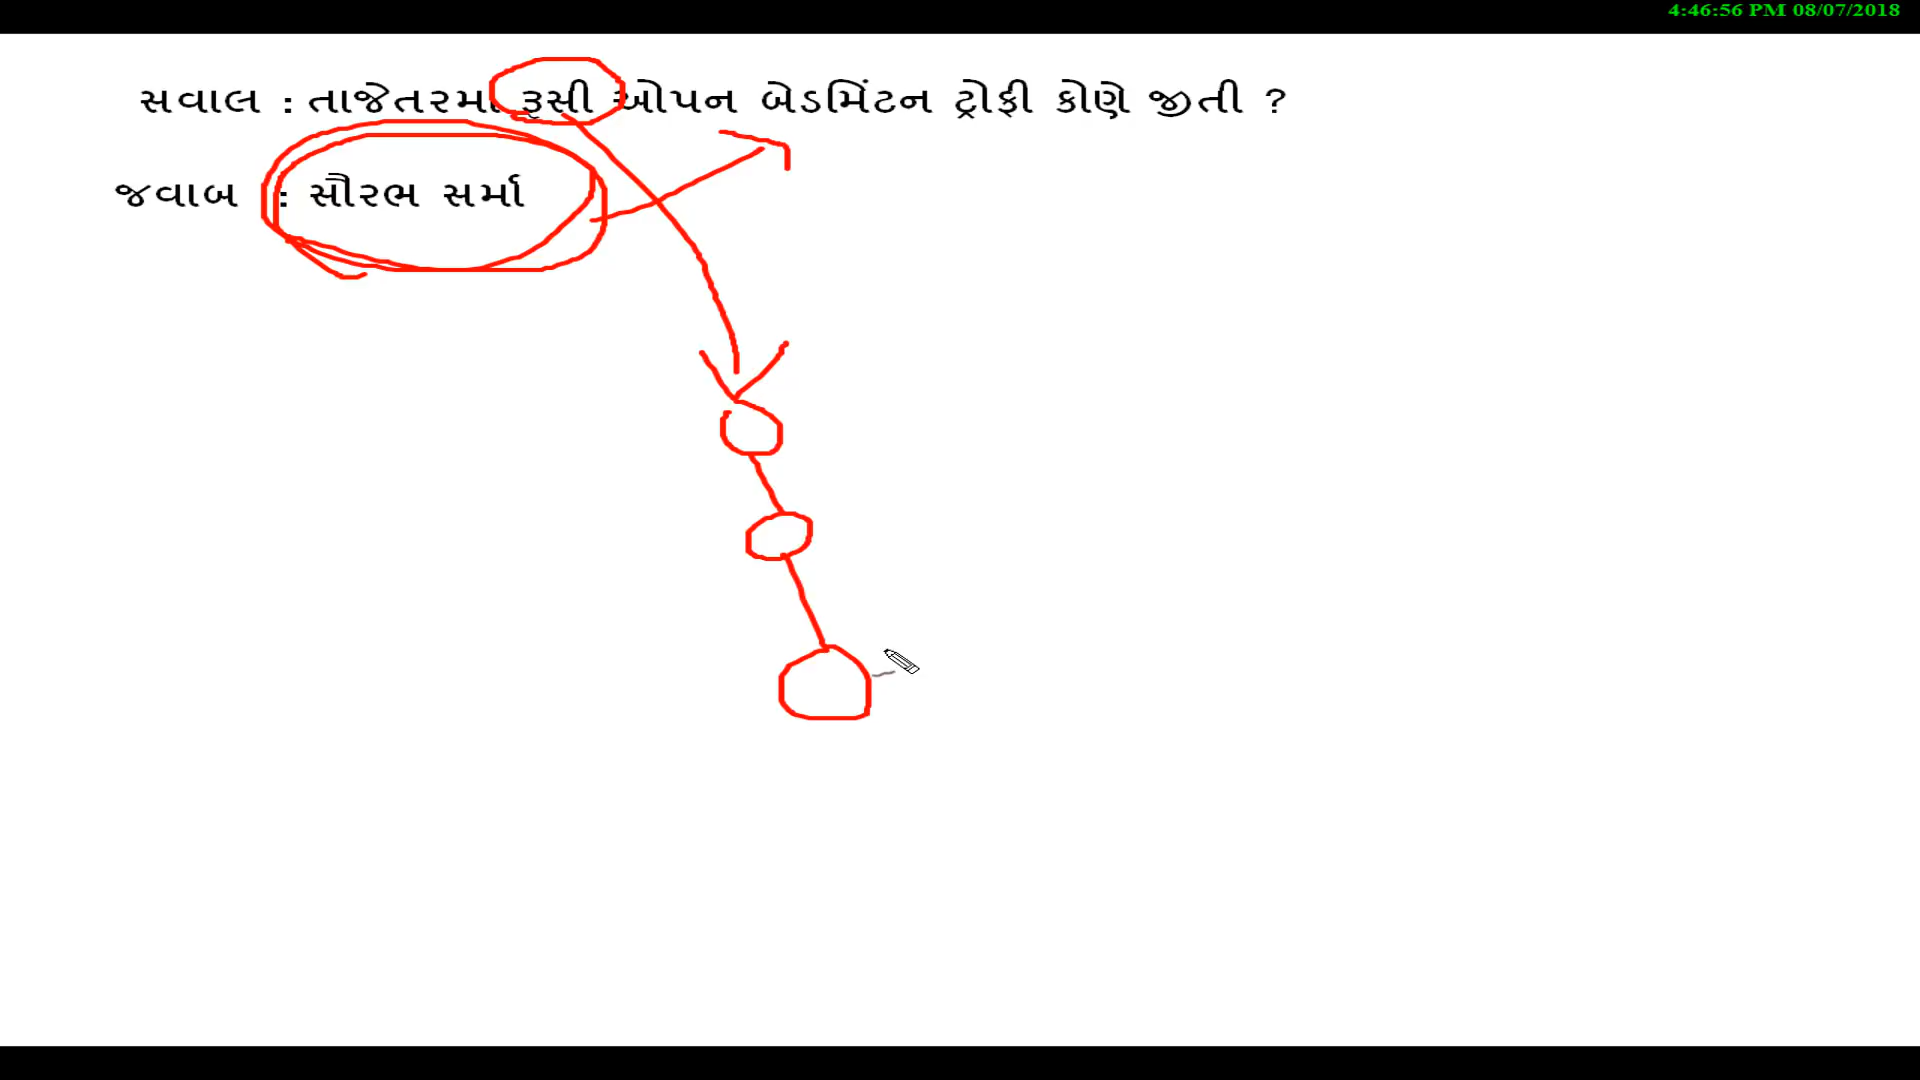 4:46:56 PM 08/07/2018
સવાલ : તાજેતરમા રૂસી ઓપન બેડમિંટન ટ્રોફી કોણે જીતી ?
જવાબ : સૌરભ સર્મા